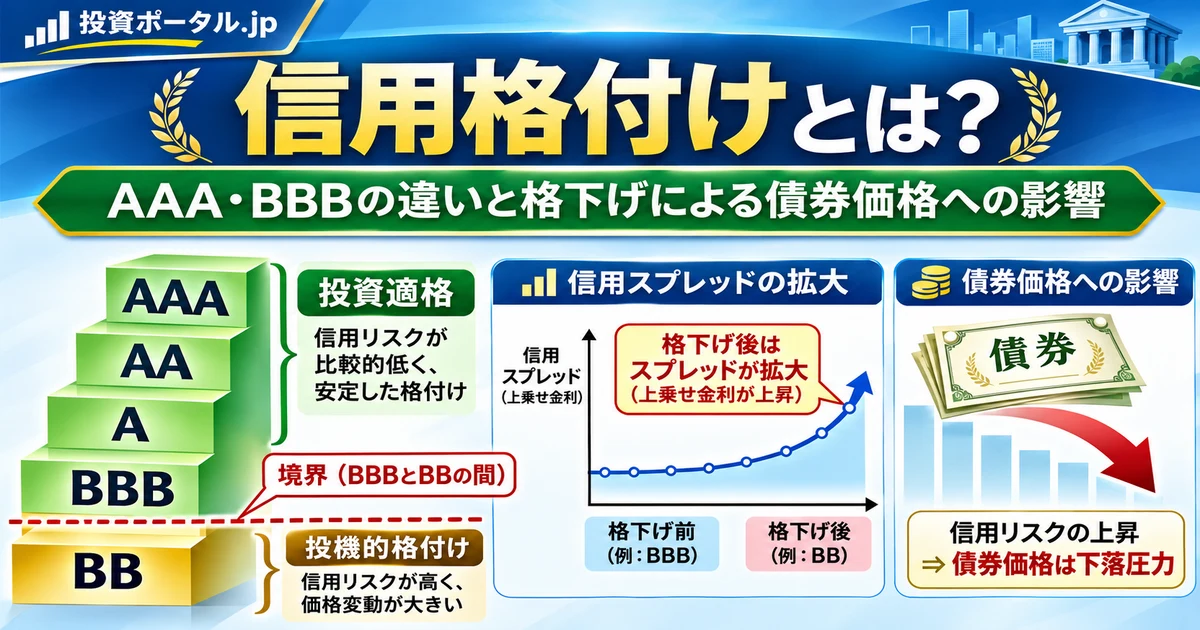 投資ポータル.jp
信用格付けとは?
AAA・BBBの違いと格下げによる債券価格への影響
AAA
AA
A
BBB
BB
投資適格
信用リスクが
比較的低く、
安定した格付け
境界（BBBとBBの間）
投機的格付け
信用リスクが高く、
価格変動が大きい
信用スプレッドの拡大
信用
スプレッド
（上乗せ金利）
格下げ後は
スプレッドが拡大
（上乗せ金利が上昇）
格下げ前
（例：BBB）
格下げ後
（例：BB）
債券価格への影響
債券
信用リスクの上昇
⇒ 債券価格は下落圧力